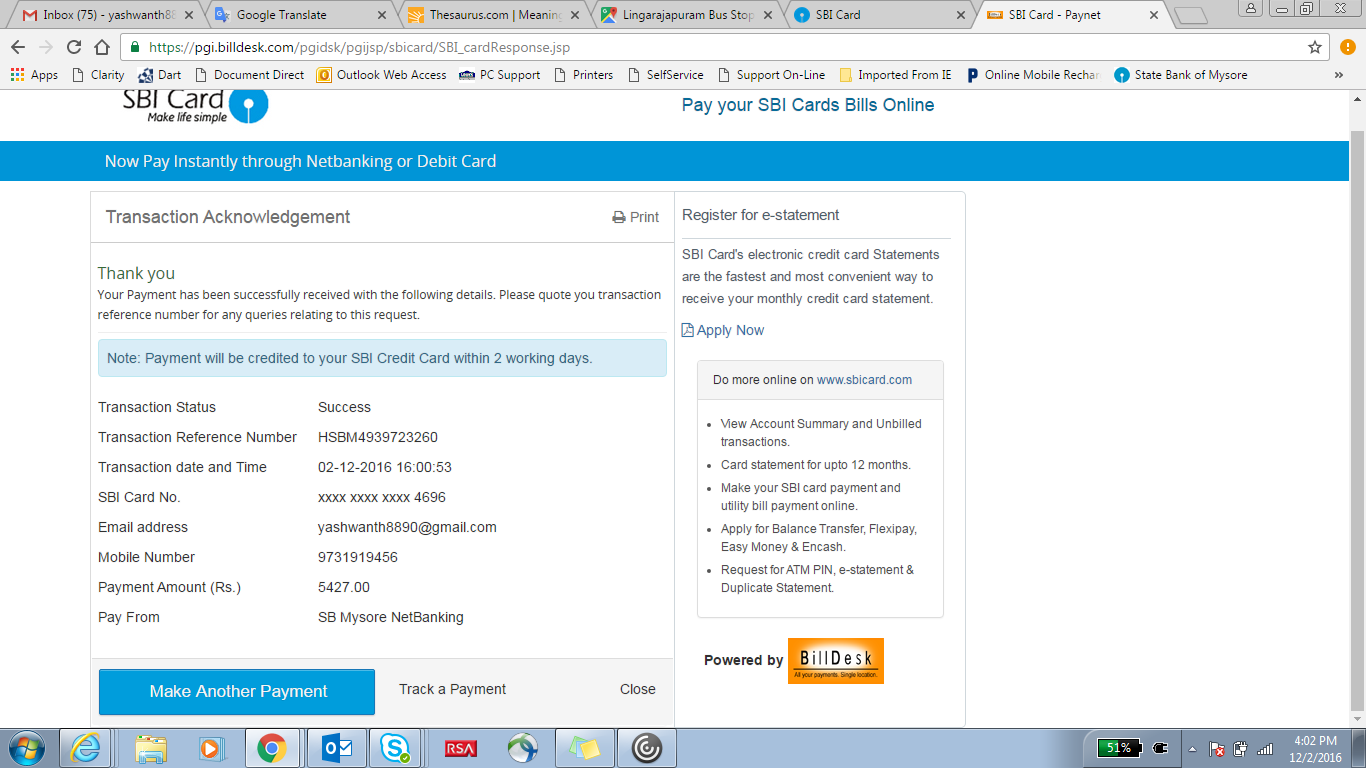 Inbox (75) - yashwanth88
Google Translate
Thesaurus.com | Meaning
Lingarajapuram Bus Stop
SBI Card
SBI Card - Paynet
https://pgi.billdesk.com/pgidsk/pgijsp/sbicard/SBI_cardResponse.jsp
Apps
Clarity
Dart
Document Direct
Outlook Web Access
PC Support
Printers
SelfService
Support On-Line
Imported From IE
Online Mobile Rechar
State Bank of Mysore
»
SBI Card
Make life simple
Pay your SBI Cards Bills Online
Now Pay Instantly through Netbanking or Debit Card
Transaction Acknowledgement
Print
Thank you
Your Payment has been successfully received with the following details. Please quote you transaction
reference number for any queries relating to this request.
Note: Payment will be credited to your SBI Credit Card within 2 working days.
Transaction Status Success
Transaction Reference Number HSBM4939723260
Transaction date and Time 02-12-2016 16:00:53
SBI Card No. xxxx xxxx xxxx 4696
Email address yashwanth8890@gmail.com
Mobile Number 9731919456
Payment Amount (Rs.) 5427.00
Pay From SB Mysore NetBanking
Make Another Payment
Track a Payment
Close
Register for e-statement
SBI Card's electronic credit card Statements
are the fastest and most convenient way to
receive your monthly credit card statement.
Apply Now
Do more online on www.sbicard.com
• View Account Summary and Unbilled
transactions.
• Card statement for upto 12 months.
• Make your SBI card payment and
utility bill payment online.
• Apply for Balance Transfer, Flexipay,
Easy Money & Encash.
• Request for ATM PIN, e-statement &
Duplicate Statement.
Powered by
BillDesk
All your payments. Single location.
RSA
51%
4:02 PM
12/2/2016